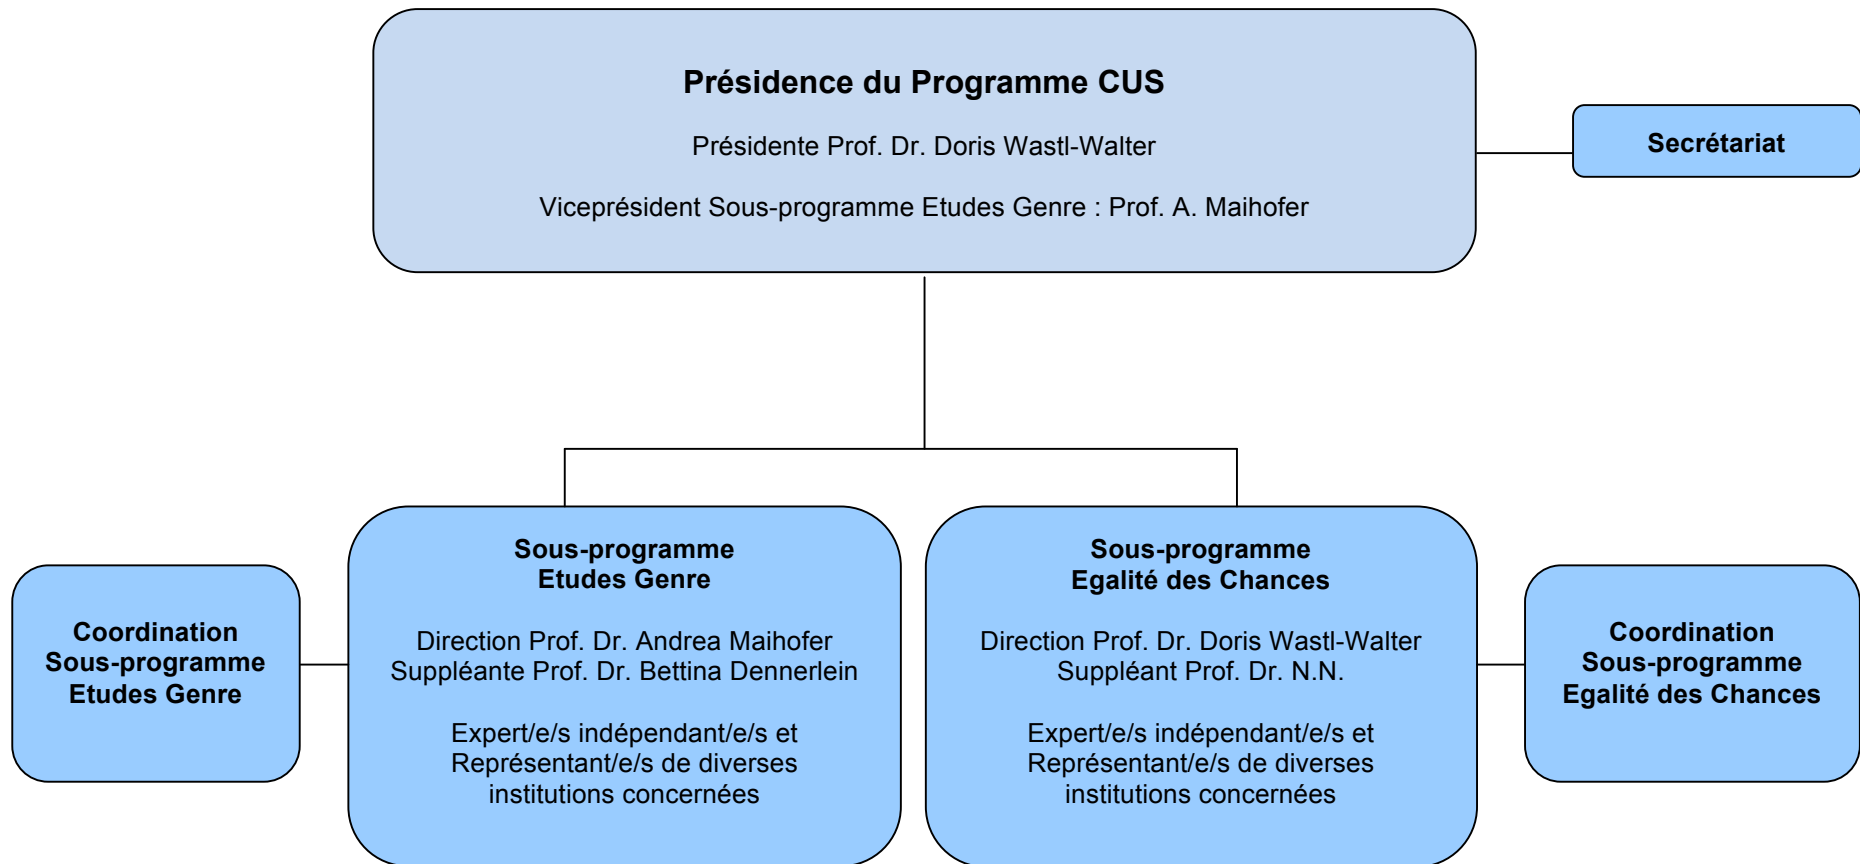 Présidence du Programme CUS
Présidente Prof. Dr. Doris Wastl-Walter
Viceprésident Sous-programme Etudes Genre : Prof. A. Maihofer
Secrétariat
Coordination
Sous-programme
Etudes Genre
Sous-programme
Etudes Genre
Direction Prof. Dr. Andrea Maihofer
Suppléante Prof. Dr. Bettina Dennerlein
Expert/e/s indépendant/e/s et
Représentant/e/s de diverses
institutions concernées
Sous-programme
Egalité des Chances
Direction Prof. Dr. Doris Wastl-Walter
Suppléant Prof. Dr. N.N.
Expert/e/s indépendant/e/s et
Représentant/e/s de diverses
institutions concernées
Coordination
Sous-programme
Egalité des Chances